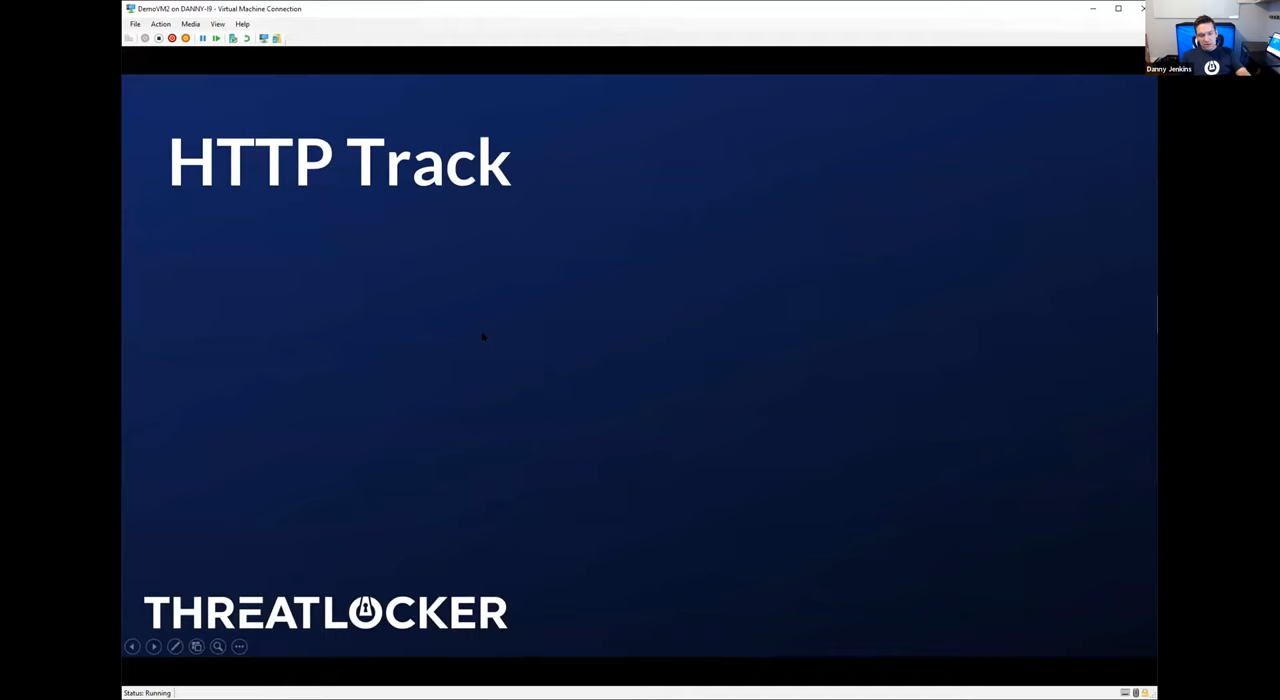 DemoVM2 on DANNY-I9 - Virtual Machine Connection
File Action Media View Help
Danny Jenkins
HTTP Track
THREATLOCKER
Status: Running